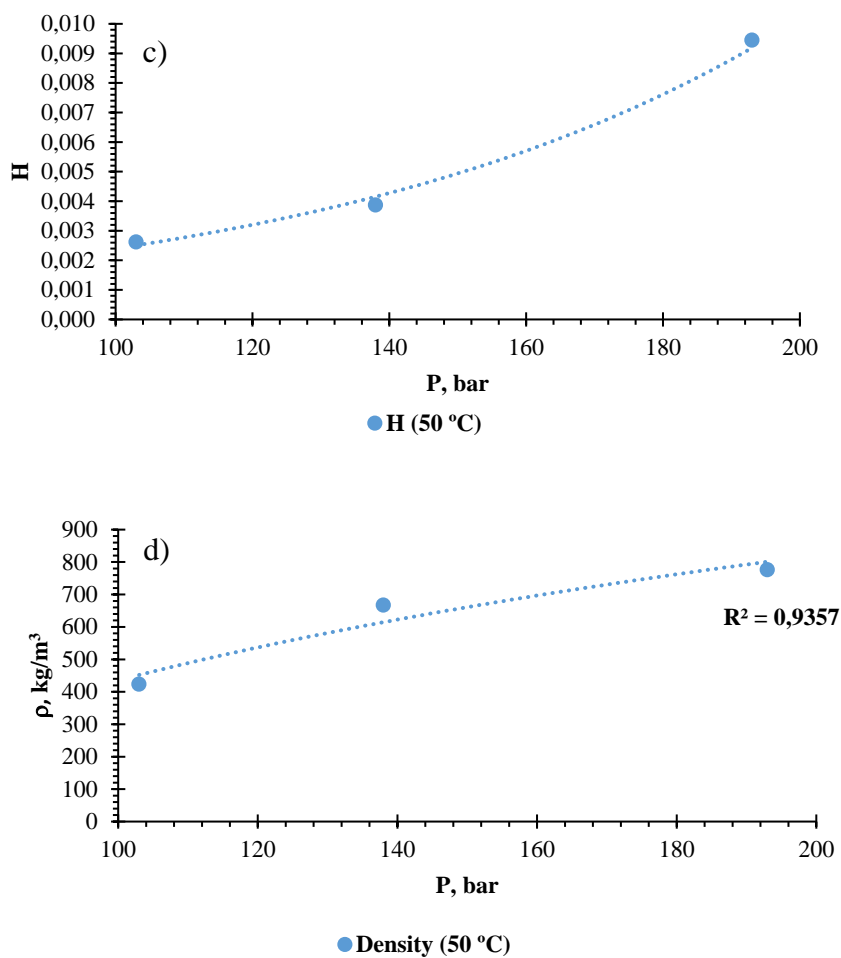 0,010
0,009
0,008
0,007
0,006
0,005
0,004
0,003
0,002
0,001
0,000
c)
H
100 120 140 160 180 200
P, bar
H (50 ºC)
900
800
700
600
500
400
300
200
100
0
d)
R² = 0,9357
ρ, kg/m³
100 120 140 160 180 200
P, bar
Density (50 ºC)